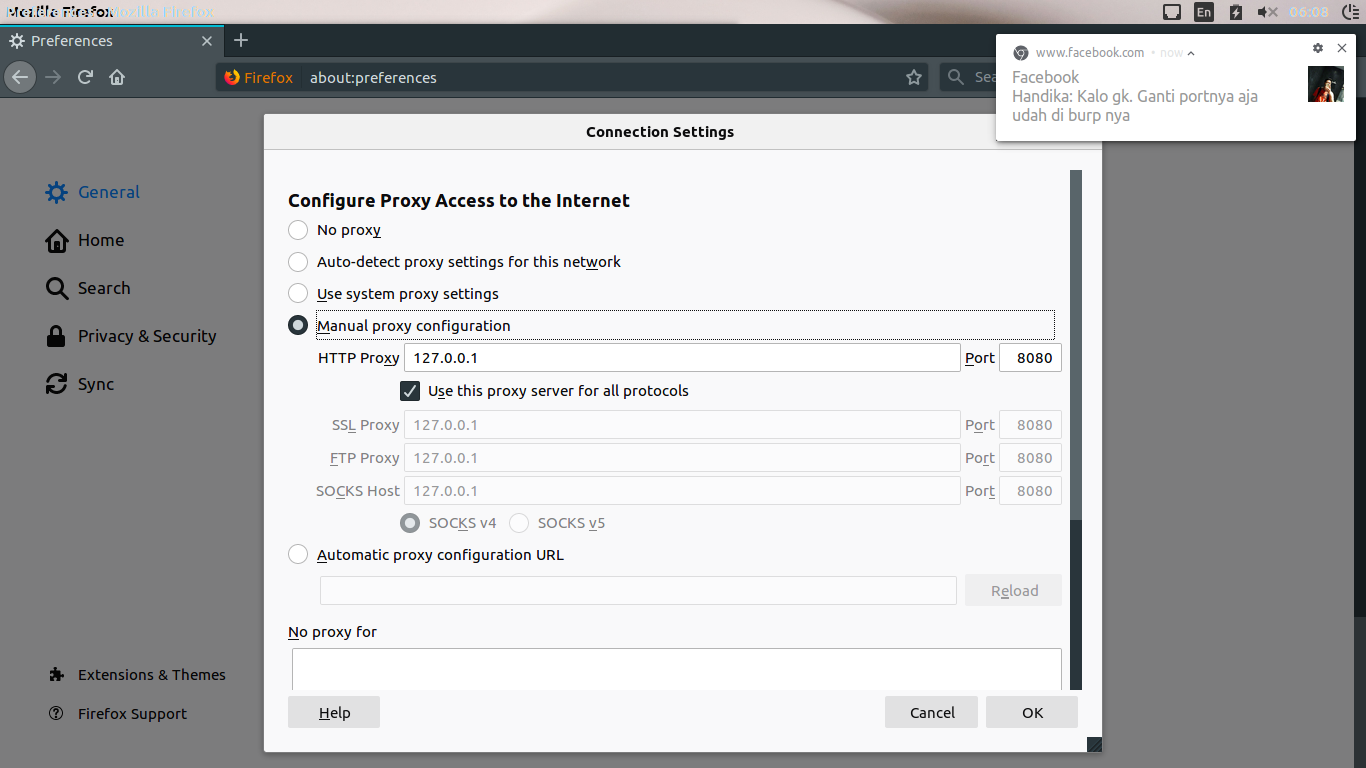 Preferences - Mozilla Firefox
En
06:08
Preferences
Firefox
about:preferences
Sea
www.facebook.com • now
Facebook
Handika: Kalo gk. Ganti portnya aja
udah di burp nya
Connection Settings
General
Home
Search
Privacy & Security
Sync
Extensions & Themes
Firefox Support
Configure Proxy Access to the Internet
No proxy
Auto-detect proxy settings for this network
Use system proxy settings
Manual proxy configuration
HTTP Proxy 127.0.0.1 Port 8080
Use this proxy server for all protocols
SSL Proxy 127.0.0.1 Port 8080
FTP Proxy 127.0.0.1 Port 8080
SOCKS Host 127.0.0.1 Port 8080
SOCKS v4 SOCKS v5
Automatic proxy configuration URL
Reload
No proxy for
Help Cancel OK